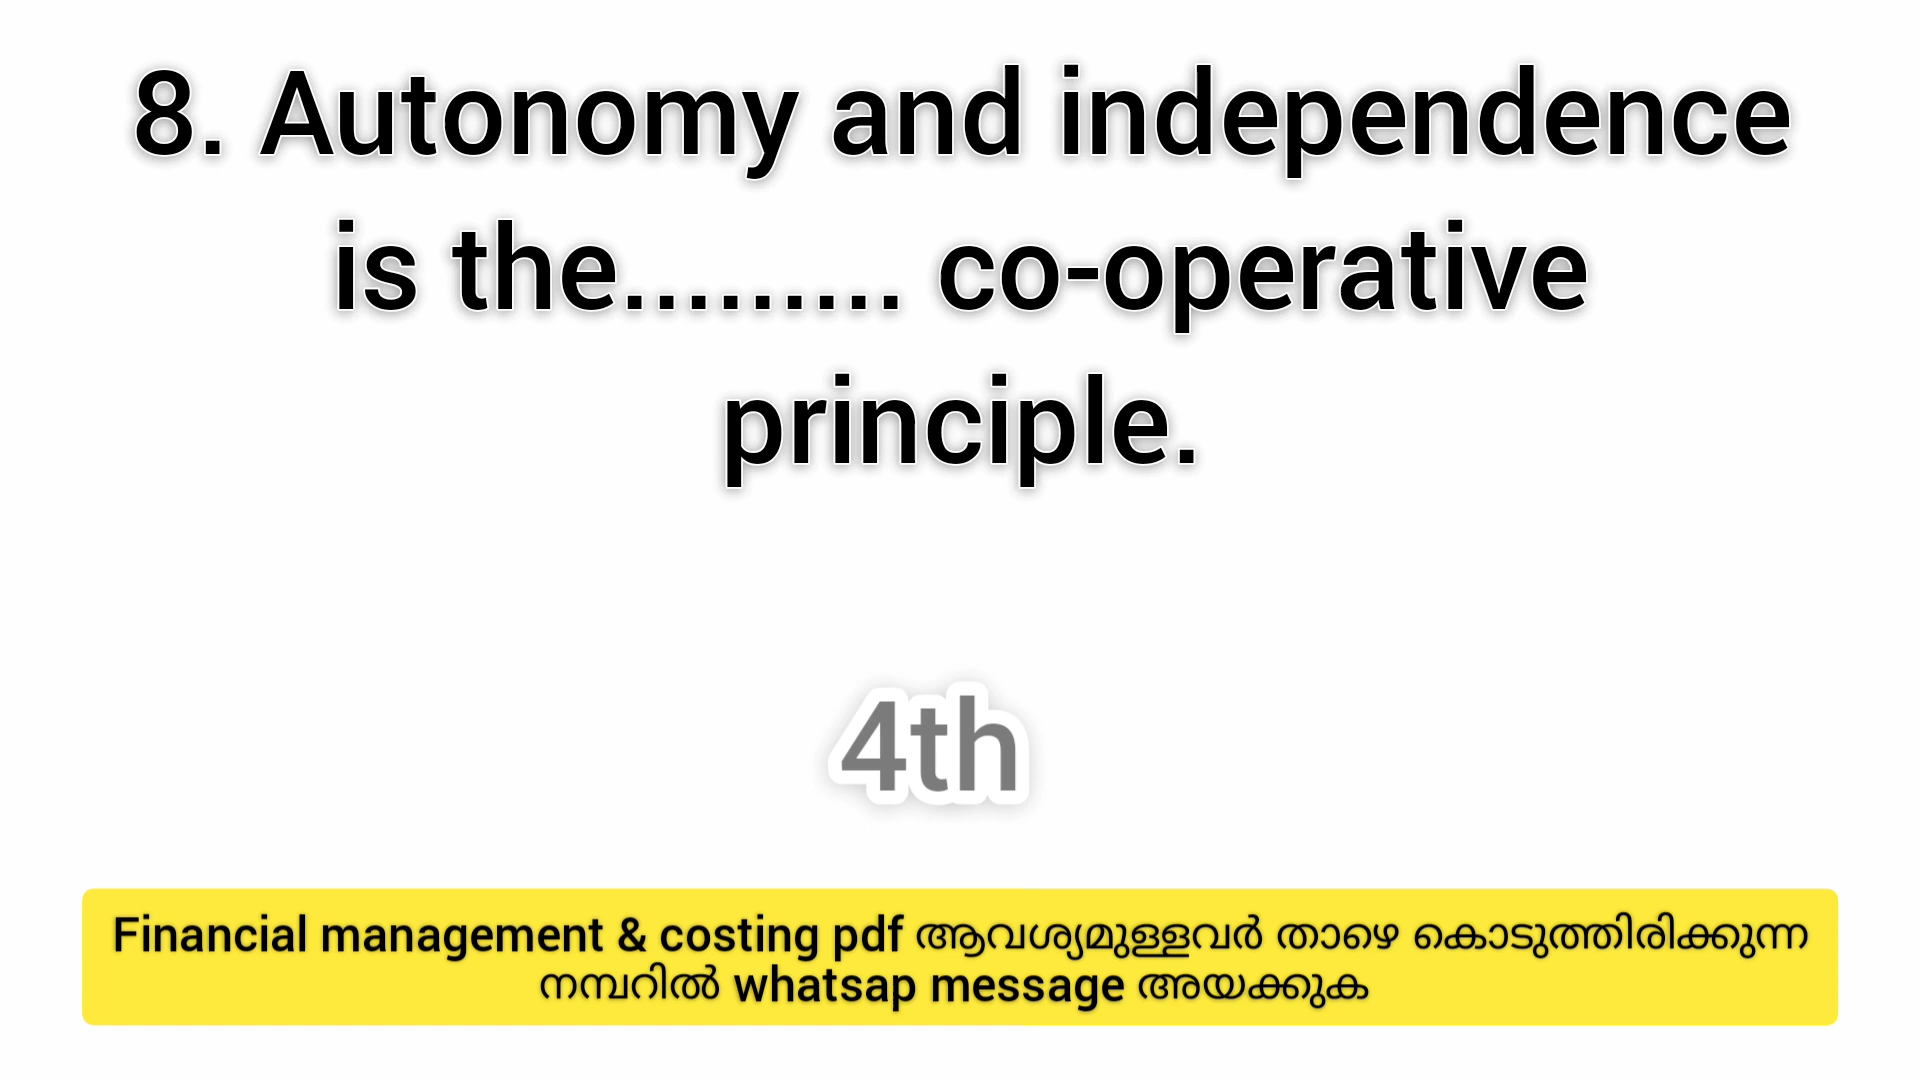 8. Autonomy and independence
is the......... co-operative
principle.
4th
Financial management & costing pdf ആവശ്യമുള്ളവർ താഴെ കൊടുത്തിരിക്കുന്ന
നമ്പറിൽ whatsap message അയക്കുക